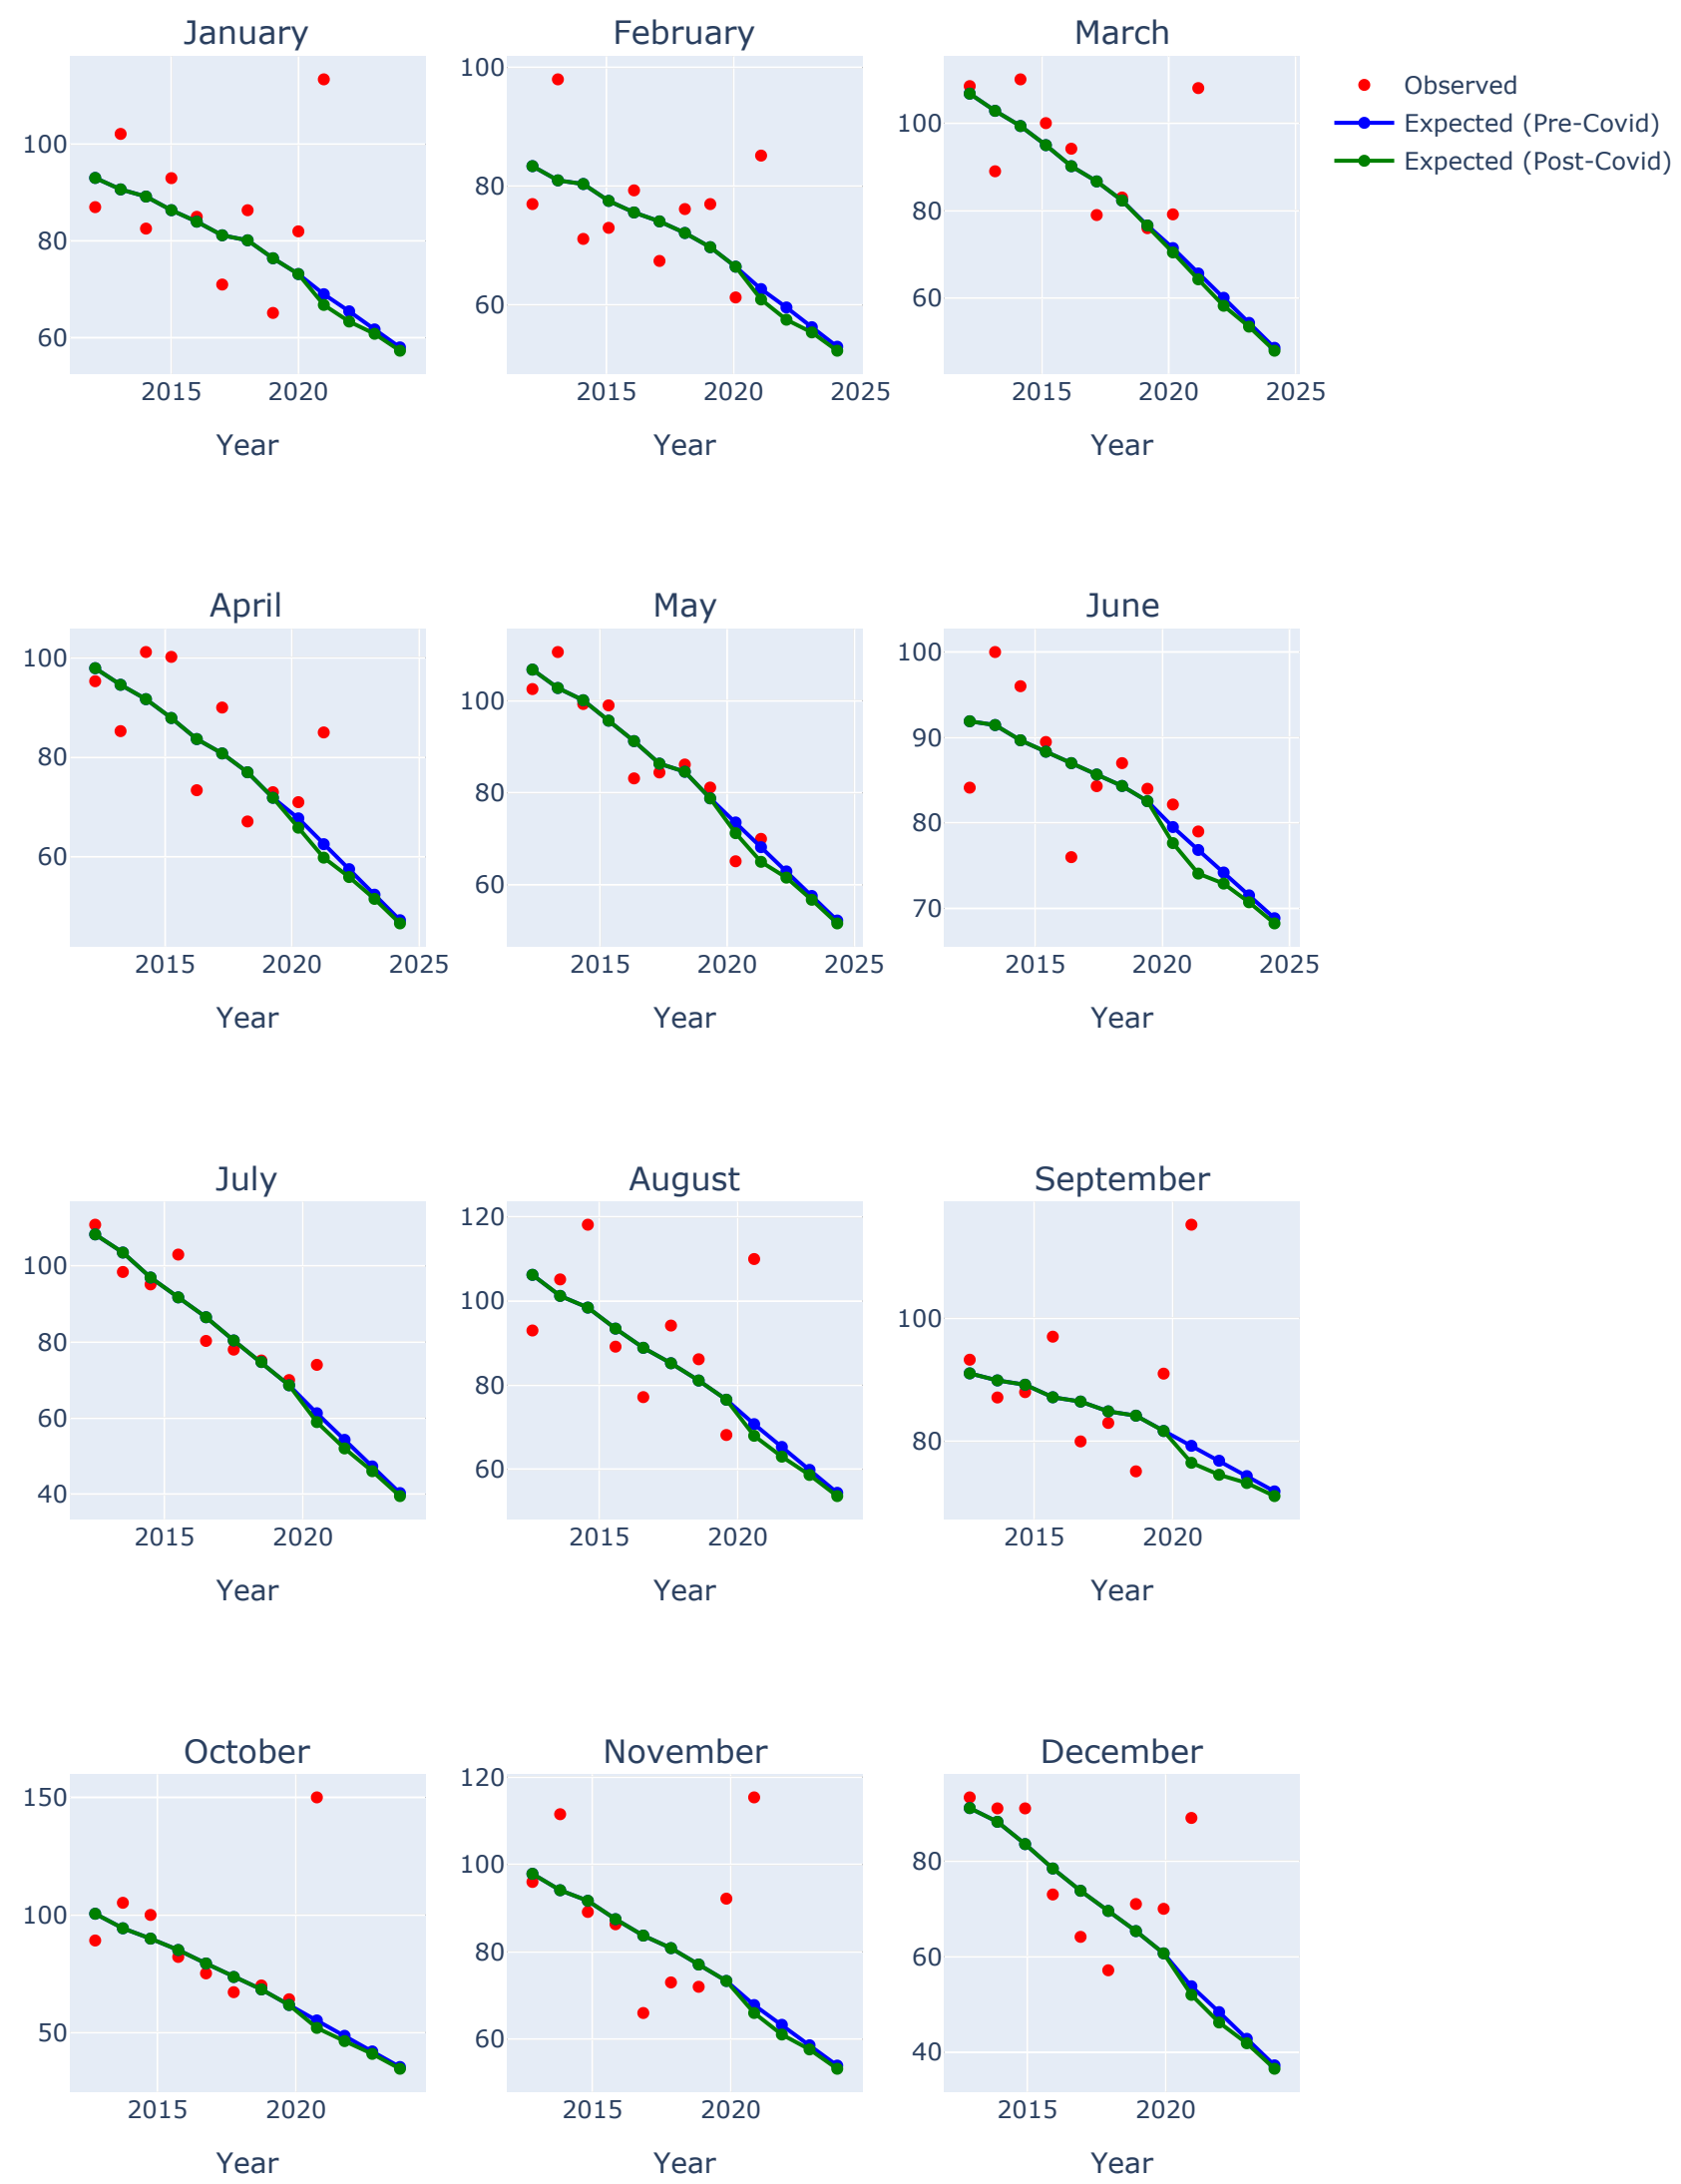 January
February
March
100
80
60
2015
2020
Year
100
80
60
2015
2020
2025
Year
100
80
60
2015
2020
2025
Year
Observed
Expected (Pre-Covid)
Expected (Post-Covid)
April
May
June
100
80
60
2015
2020
2025
Year
100
80
60
2015
2020
2025
Year
100
90
80
70
2015
2020
2025
Year
July
August
September
100
80
60
40
2015
2020
Year
120
100
80
60
2015
2020
Year
100
80
2015
2020
Year
October
November
December
150
100
50
2015
2020
Year
120
100
80
60
2015
2020
Year
80
60
40
2015
2020
Year